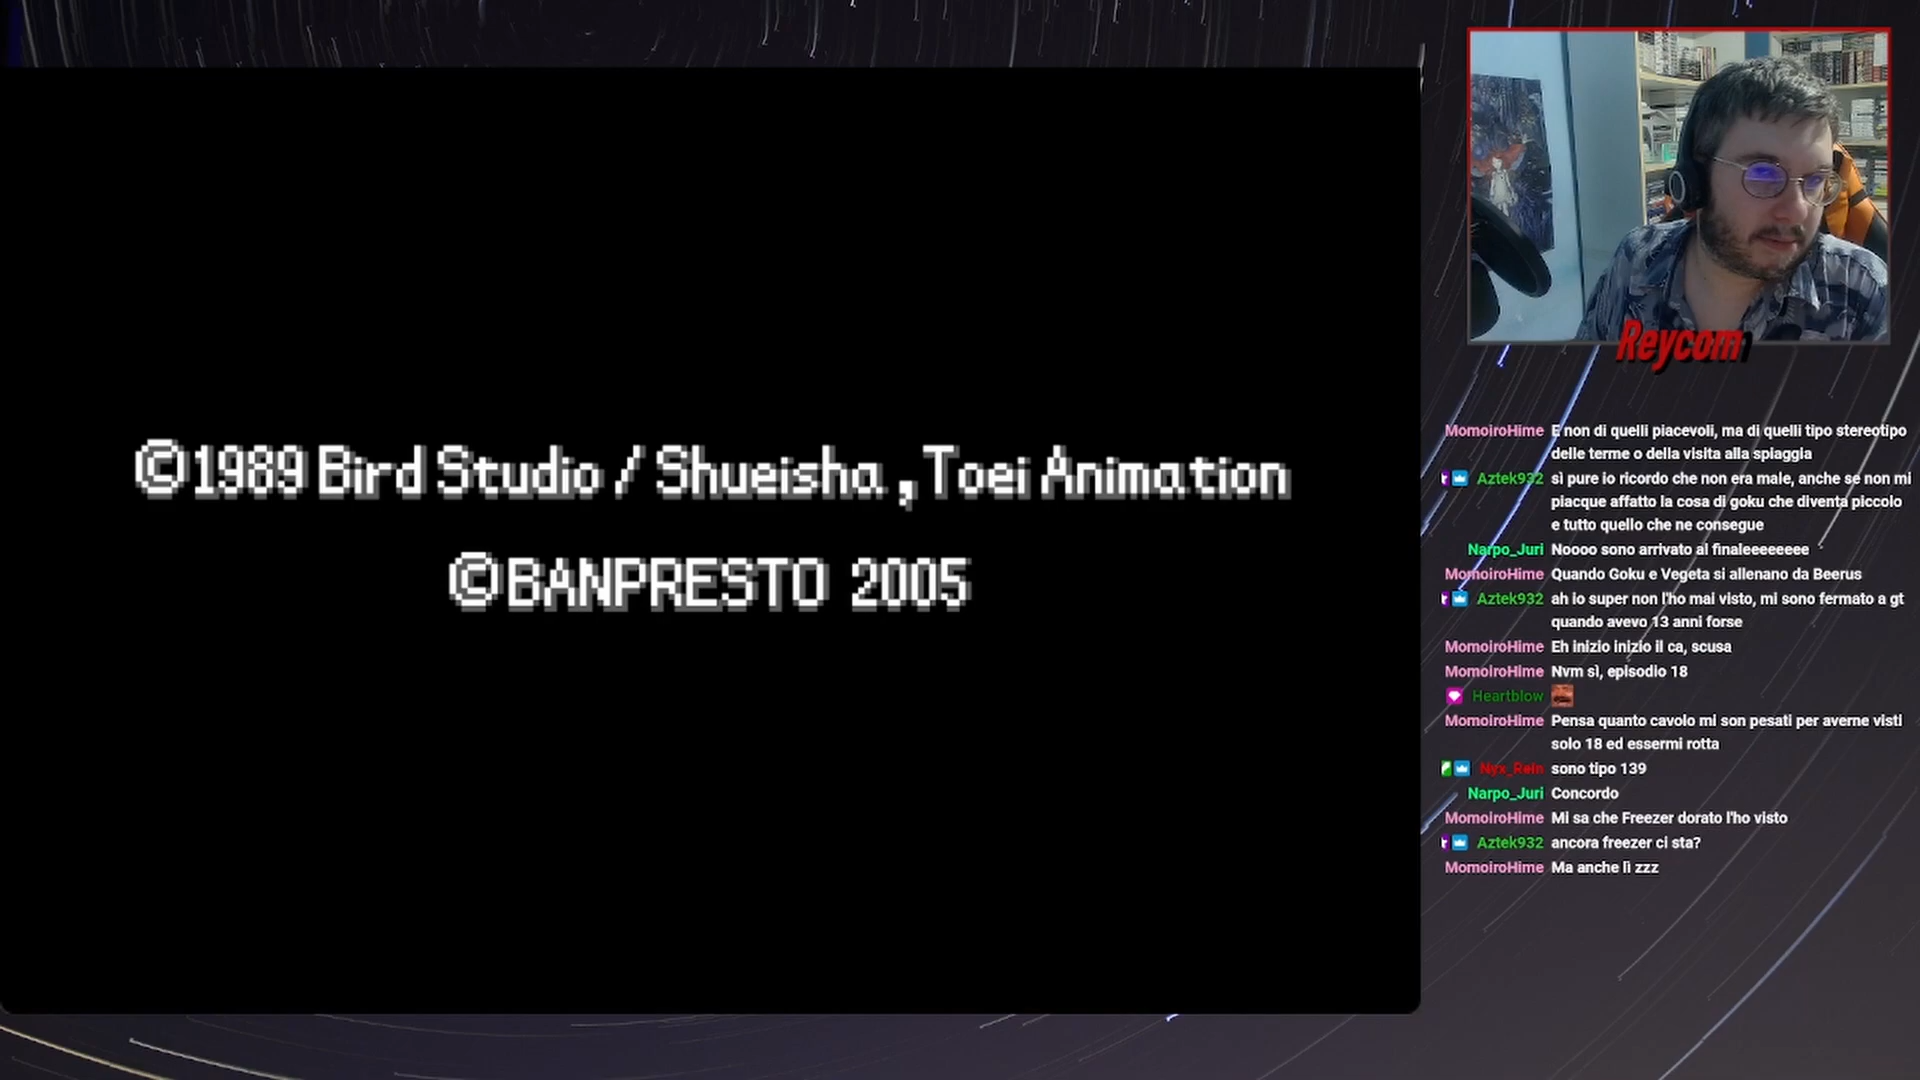 ©1989 Bird Studio / Shueisha , Toei Animation
©BANPRESTO 2005
Reycom
MomoiroHime E non di quelli piacevoli, ma di quelli tipo stereotipo
delle terme o della visita alla spiaggia
Aztek932 sì pure io ricordo che non era male, anche se non mi
piacque affatto la cosa di goku che diventa piccolo
e tutto quello che ne consegue
Narpo_Juri Noooo sono arrivato al finaleeeeeeee
MomoiroHime Quando Goku e Vegeta si allenano da Beerus
Aztek932 ah io super non l'ho mai visto, mi sono fermato a gt
quando avevo 13 anni forse
MomoiroHime Eh inizio inizio il ca, scusa
MomoiroHime Nvm sì, episodio 18
Heartblow
MomoiroHime Pensa quanto cavolo mi son pesati per averne visti
solo 18 ed essermi rotta
Nyx_Rein sono tipo 139
Narpo_Juri Concordo
MomoiroHime Mi sa che Freezer dorato l'ho visto
Aztek932 ancora freezer ci sta?
MomoiroHime Ma anche lì zzz